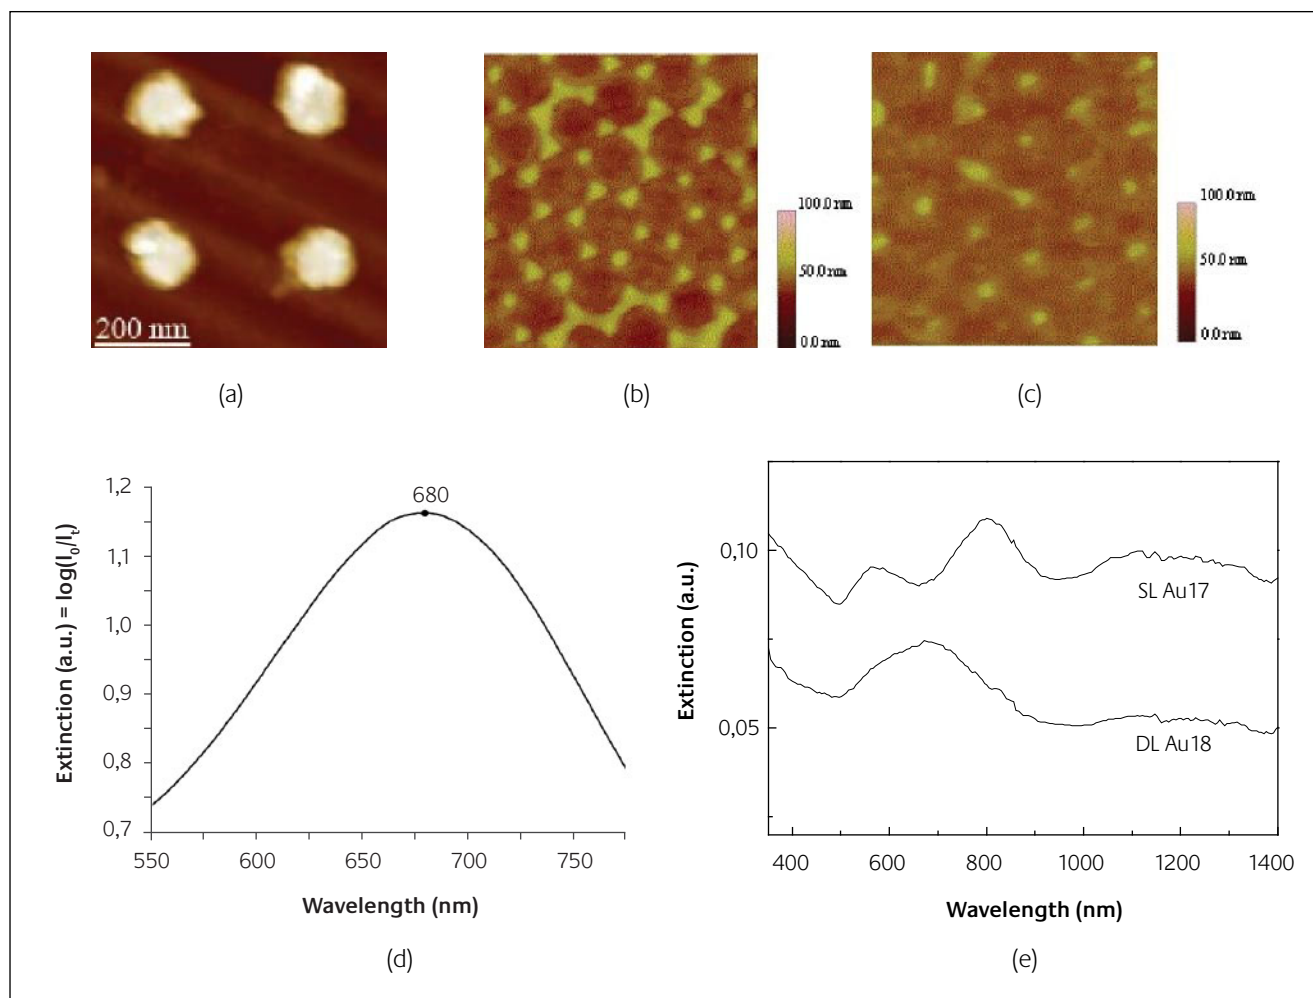 200 nm
100.0 nm
50.0 nm
0.0 nm
100.0 nm
50.0 nm
0.0 nm
(a)
(b)
(c)
Extinction (a.u.) = log(I₀/Iₜ)
1,2
1,1
1,0
0,9
0,8
0,7
680
550
600
650
700
750
Wavelength (nm)
(d)
Extinction (a.u.)
0,10
0,05
SL Au17
DL Au18
400
600
800
1000
1200
1400
Wavelength (nm)
(e)